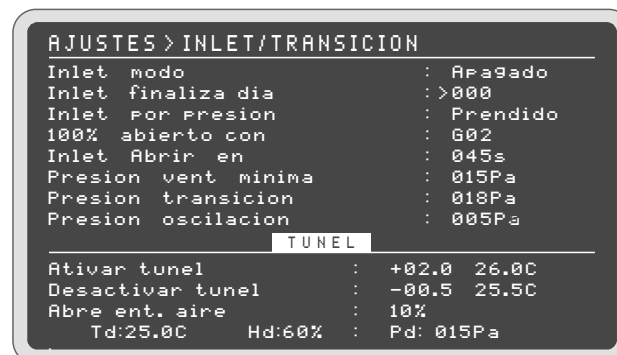 AJUSTES>INLET/TRANSICION
Inlet modo : Apagado
Inlet finaliza dia :>000
Inlet por presion : Prendido
100% abierto con : G02
Inlet Abrir en : 045s
Presion vent minima : 015Pa
Presion transicion : 018Pa
Presion oscilacion : 005Pa
TUNEL
Ativar tunel : +02.0 26.0C
Desactivar tunel : -00.5 25.5C
Abre ent. aire : 10%
Td:25.0C Hd:60% : Pd: 015Pa